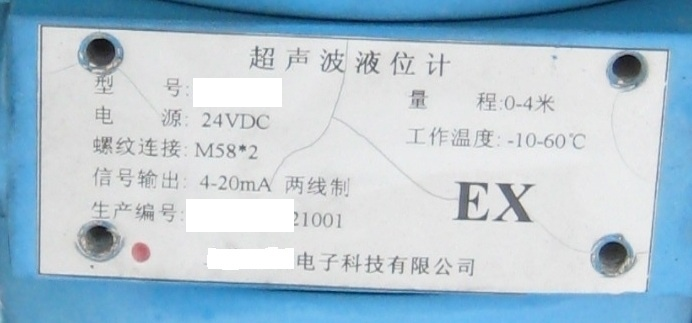 超声波液位计
型 号:
电 源: 24VDC
量 程:0-4米
螺纹连接: M58*2
工作温度: -10-60℃
信号输出: 4-20mA 两线制
生产编号: 21001
EX
电子科技有限公司